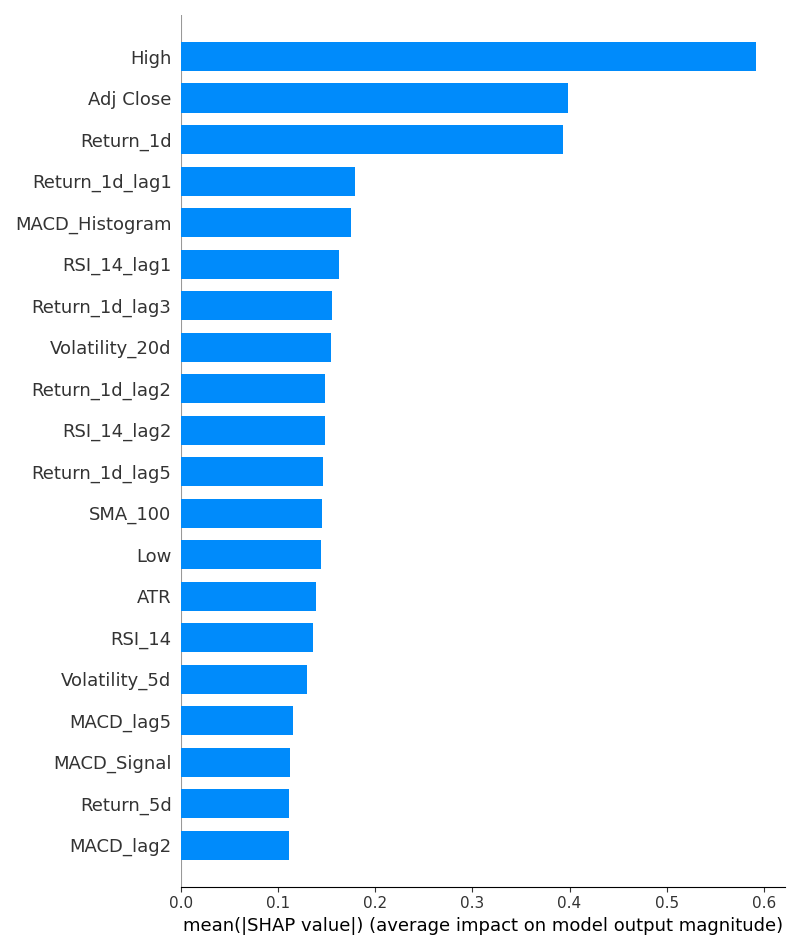 High
Adj Close
Return_1d
Return_1d_lag1
MACD_Histogram
RSI_14_lag1
Return_1d_lag3
Volatility_20d
Return_1d_lag2
RSI_14_lag2
Return_1d_lag5
SMA_100
Low
ATR
RSI_14
Volatility_5d
MACD_lag5
MACD_Signal
Return_5d
MACD_lag2
0.0 0.1 0.2 0.3 0.4 0.5 0.6
mean(|SHAP value|) (average impact on model output magnitude)